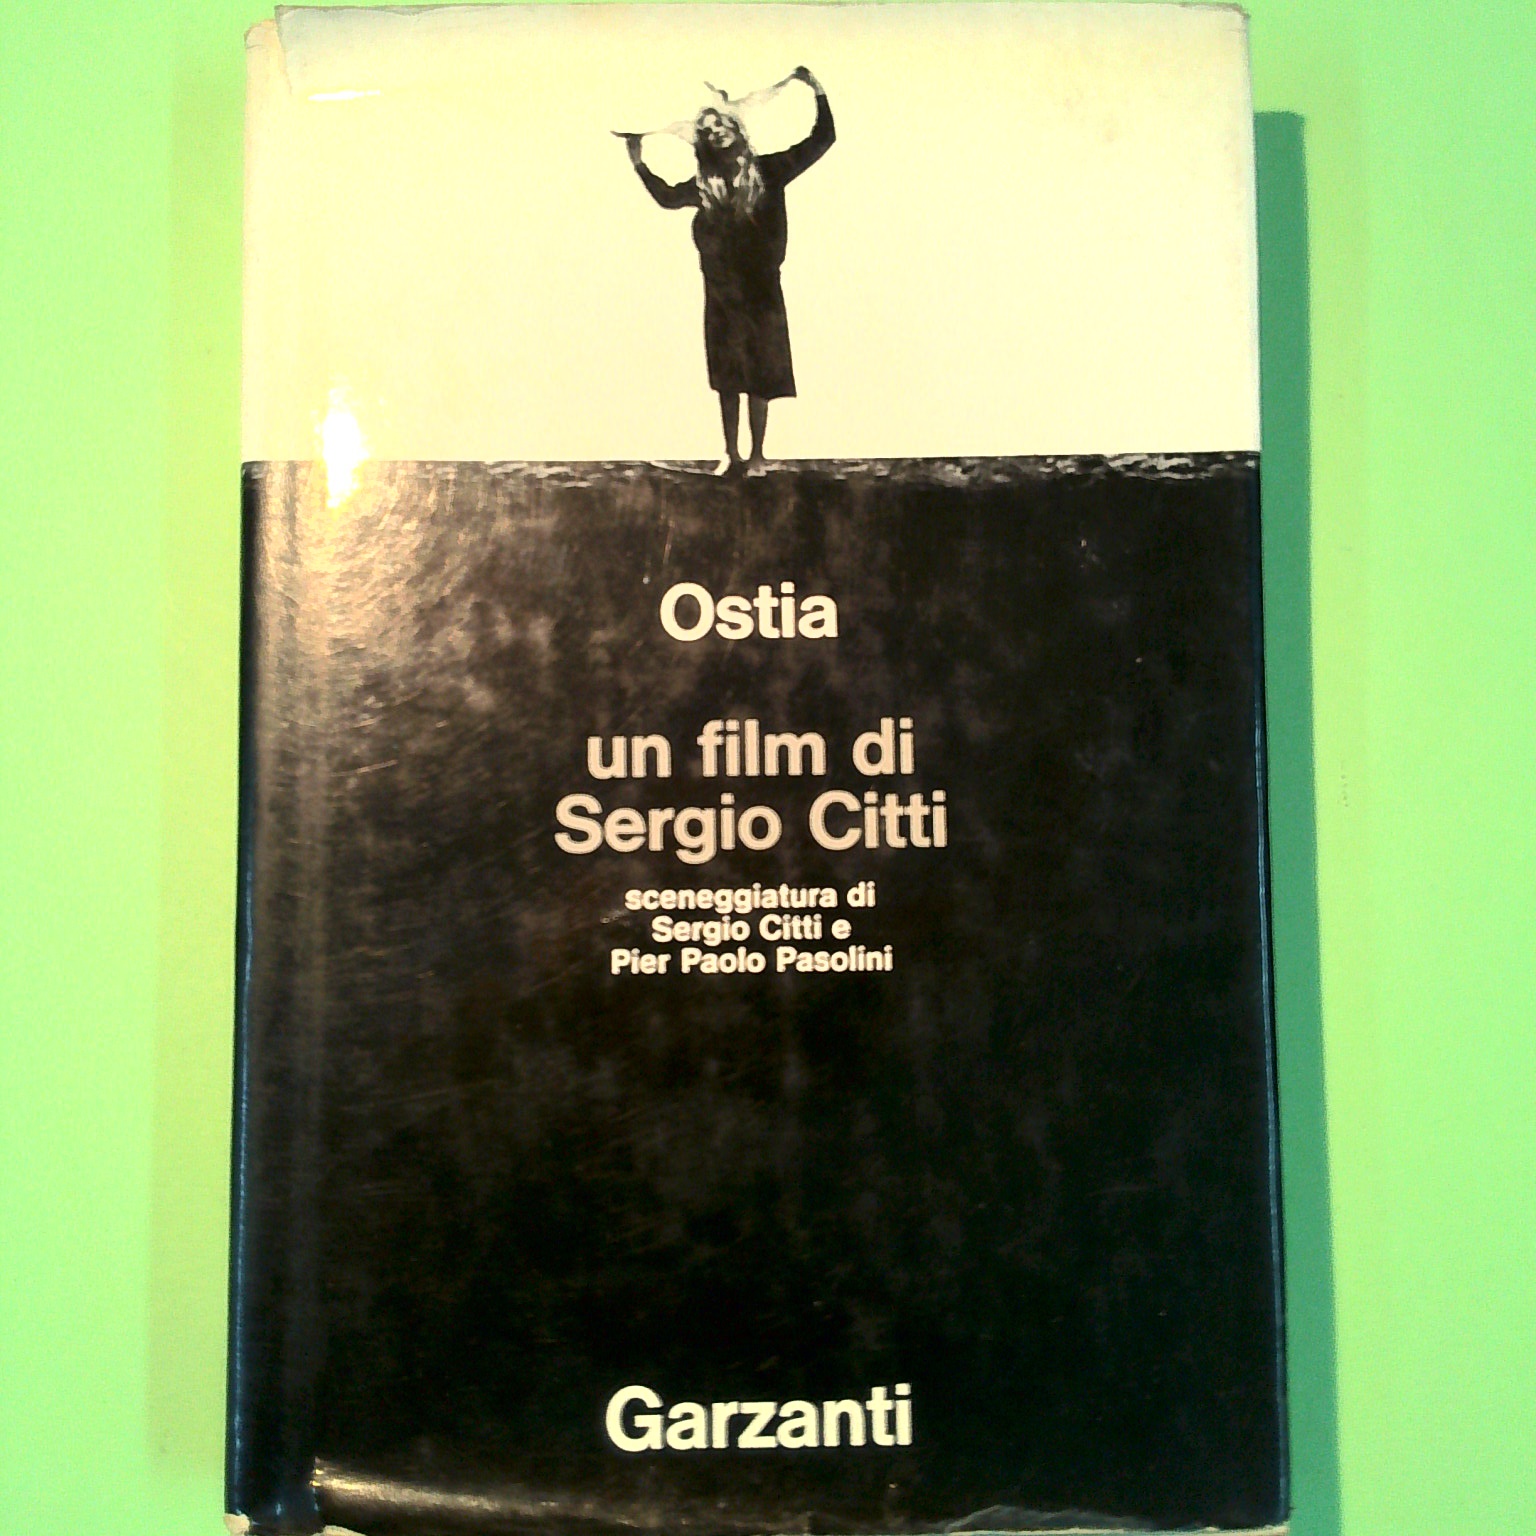 Ostia
un film di
Sergio Citti
sceneggiatura di
Sergio Citti e
Pier Paolo Pasolini
Garzanti